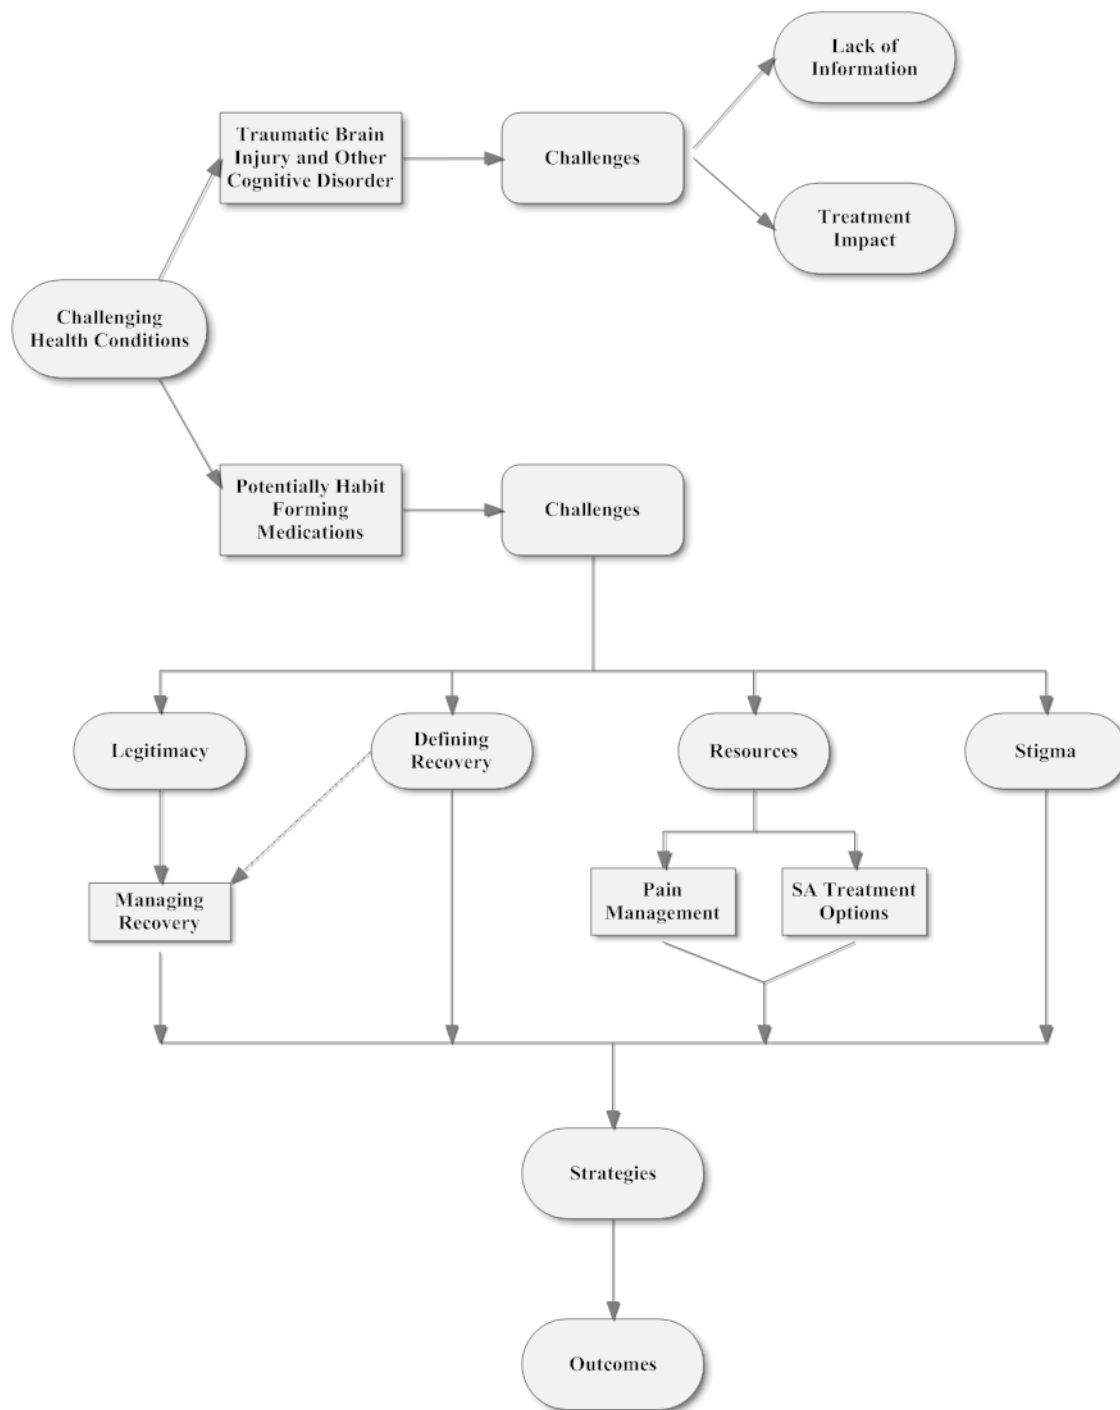 Lack of
Information
Traumatic Brain
Injury and Other
Cognitive Disorder
Challenges
Treatment
Impact
Challenging
Health Conditions
Potentially Habit
Forming
Medications
Challenges
Legitimacy
Defining
Recovery
Resources
Stigma
Managing
Recovery
Pain
Management
SA Treatment
Options
Strategies
Outcomes